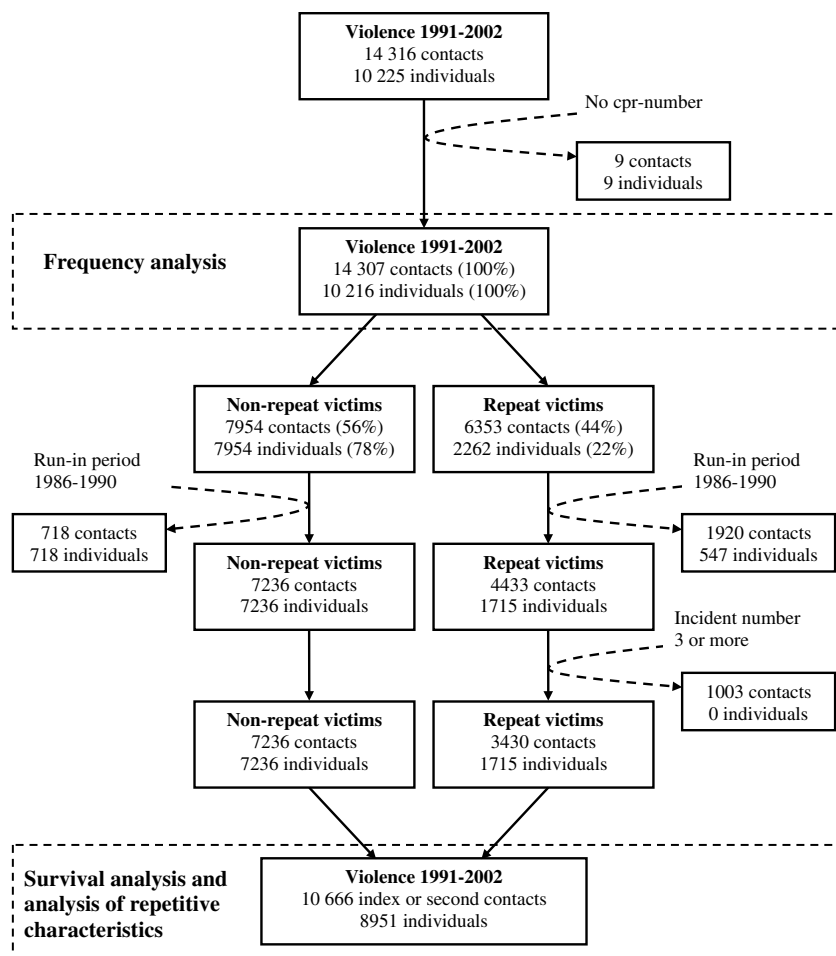 Violence 1991-2002
14 316 contacts
10 225 individuals
No cpr-number
9 contacts
9 individuals
Frequency analysis
Violence 1991-2002
14 307 contacts (100%)
10 216 individuals (100%)
Non-repeat victims
7954 contacts (56%)
7954 individuals (78%)
Repeat victims
6353 contacts (44%)
2262 individuals (22%)
Run-in period
1986-1990
718 contacts
718 individuals
Run-in period
1986-1990
1920 contacts
547 individuals
Non-repeat victims
7236 contacts
7236 individuals
Repeat victims
4433 contacts
1715 individuals
Incident number
3 or more
1003 contacts
0 individuals
Non-repeat victims
7236 contacts
7236 individuals
Repeat victims
3430 contacts
1715 individuals
Survival analysis and
analysis of repetitive
characteristics
Violence 1991-2002
10 666 index or second contacts
8951 individuals